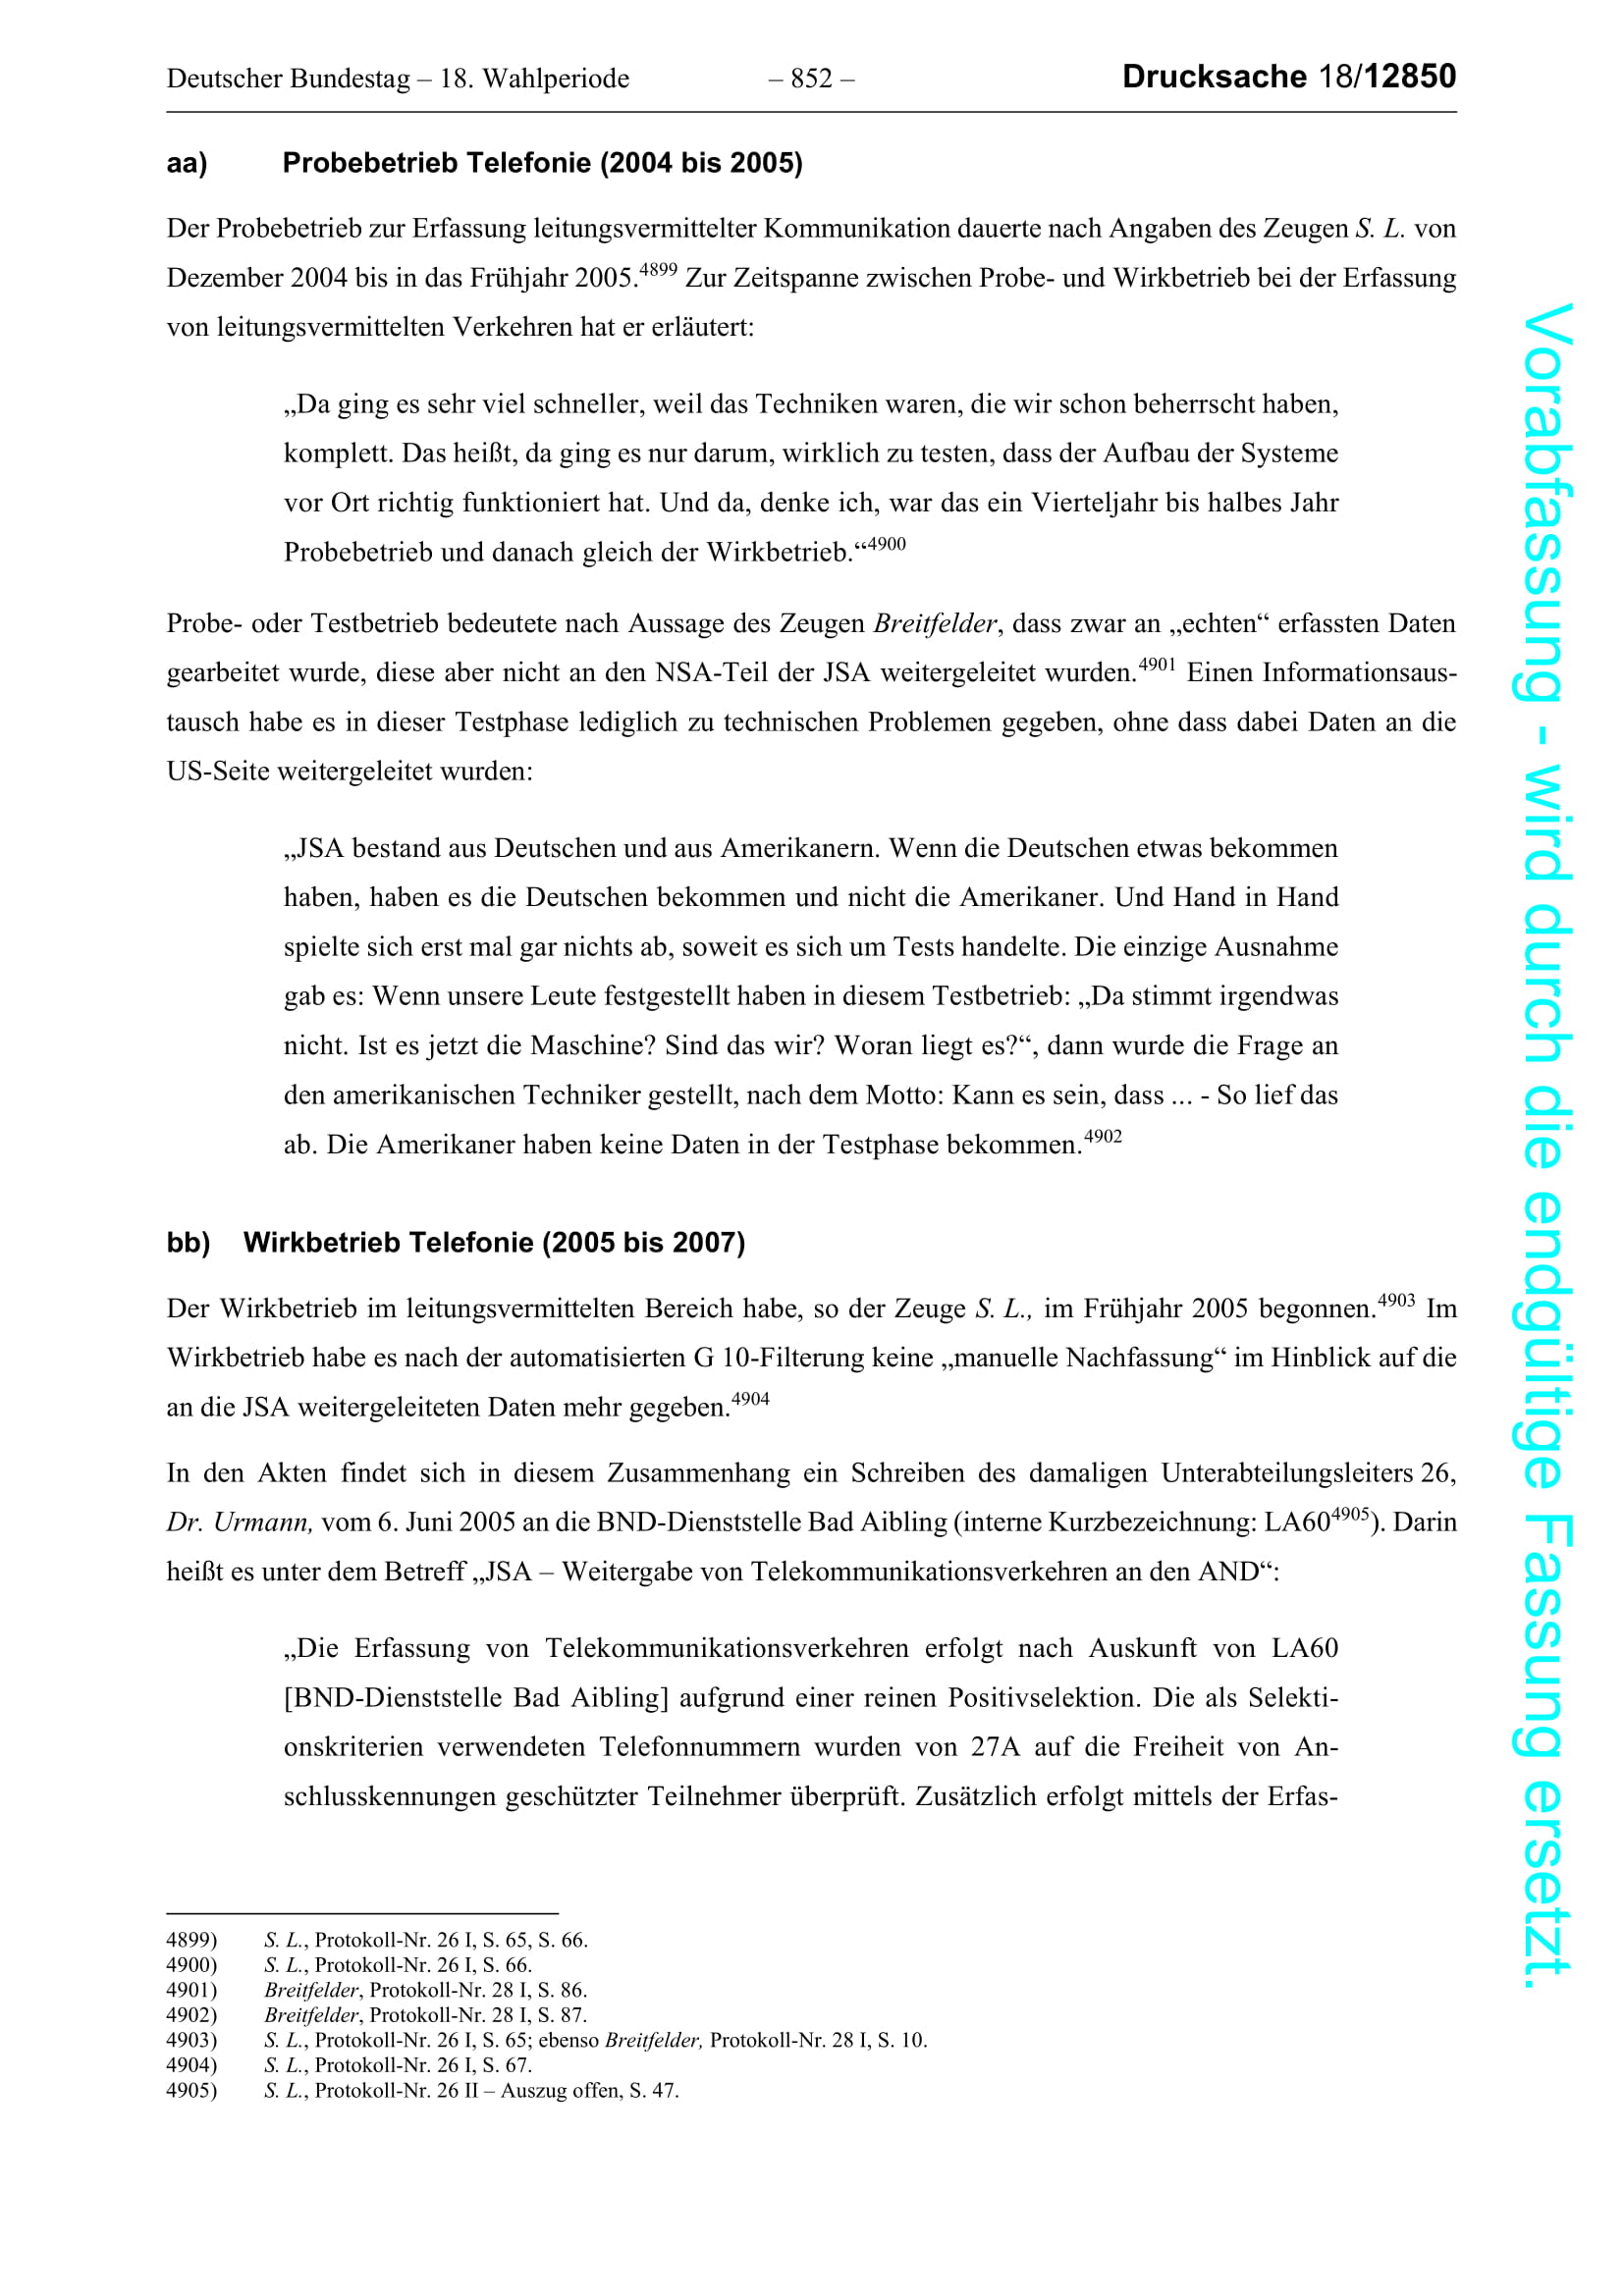 Deutscher Bundestag – 18. Wahlperiode – 852 – Drucksache 18/12850
aa) Probebetrieb Telefonie (2004 bis 2005)
Der Probebetrieb zur Erfassung leitungsvermittelter Kommunikation dauerte nach Angaben des Zeugen S. L. von
Dezember 2004 bis in das Frühjahr 2005.4899 Zur Zeitspanne zwischen Probe- und Wirkbetrieb bei der Erfassung
von leitungsvermittelten Verkehren hat er erläutert:
„Da ging es sehr viel schneller, weil das Techniken waren, die wir schon beherrscht haben,
komplett. Das heißt, da ging es nur darum, wirklich zu testen, dass der Aufbau der Systeme
vor Ort richtig funktioniert hat. Und da, denke ich, war das ein Vierteljahr bis halbes Jahr
Probebetrieb und danach gleich der Wirkbetrieb.“4900
Probe- oder Testbetrieb bedeutete nach Aussage des Zeugen Breitfelder, dass zwar an „echten“ erfassten Daten
gearbeitet wurde, diese aber nicht an den NSA-Teil der JSA weitergeleitet wurden.4901 Einen Informationsaus-
tausch habe es in dieser Testphase lediglich zu technischen Problemen gegeben, ohne dass dabei Daten an die
US-Seite weitergeleitet wurden:
„JSA bestand aus Deutschen und aus Amerikanern. Wenn die Deutschen etwas bekommen
haben, haben es die Deutschen bekommen und nicht die Amerikaner. Und Hand in Hand
spielte sich erst mal gar nichts ab, soweit es sich um Tests handelte. Die einzige Ausnahme
gab es: Wenn unsere Leute festgestellt haben in diesem Testbetrieb: „Da stimmt irgendwas
nicht. Ist es jetzt die Maschine? Sind das wir? Woran liegt es?“, dann wurde die Frage an
den amerikanischen Techniker gestellt, nach dem Motto: Kann es sein, dass ... - So lief das
ab. Die Amerikaner haben keine Daten in der Testphase bekommen.4902
bb) Wirkbetrieb Telefonie (2005 bis 2007)
Der Wirkbetrieb im leitungsvermittelten Bereich habe, so der Zeuge S. L., im Frühjahr 2005 begonnen.4903 Im
Wirkbetrieb habe es nach der automatisierten G 10-Filterung keine „manuelle Nachfassung“ im Hinblick auf die
an die JSA weitergeleiteten Daten mehr gegeben.4904
In den Akten findet sich in diesem Zusammenhang ein Schreiben des damaligen Unterabteilungsleiters 26,
Dr. Urmann, vom 6. Juni 2005 an die BND-Dienststelle Bad Aibling (interne Kurzbezeichnung: LA604905). Darin
heißt es unter dem Betreff „JSA – Weitergabe von Telekommunikationsverkehren an den AND“:
„Die Erfassung von Telekommunikationsverkehren erfolgt nach Auskunft von LA60
[BND-Dienststelle Bad Aibling] aufgrund einer reinen Positivselektion. Die als Selekti-
onskriterien verwendeten Telefonnummern wurden von 27A auf die Freiheit von An-
schlusskennungen geschützter Teilnehmer überprüft. Zusätzlich erfolgt mittels der Erfas-
4899) S. L., Protokoll-Nr. 26 I, S. 65, S. 66.
4900) S. L., Protokoll-Nr. 26 I, S. 66.
4901) Breitfelder, Protokoll-Nr. 28 I, S. 86.
4902) Breitfelder, Protokoll-Nr. 28 I, S. 87.
4903) S. L., Protokoll-Nr. 26 I, S. 65; ebenso Breitfelder, Protokoll-Nr. 28 I, S. 10.
4904) S. L., Protokoll-Nr. 26 I, S. 67.
4905) S. L., Protokoll-Nr. 26 II – Auszug offen, S. 47.
Vorabfassung - wird durch die endgültige Fassung ersetzt.